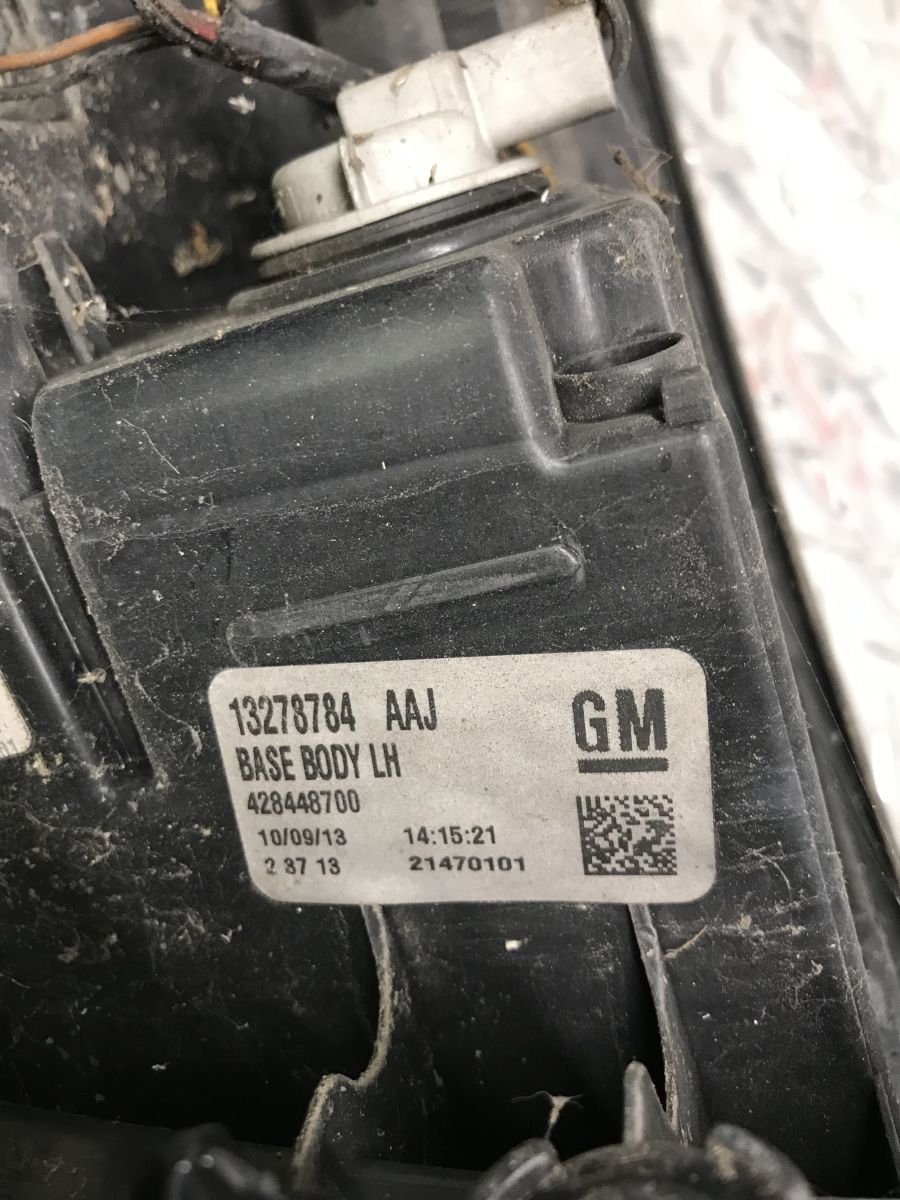 13278784 AAJ
GM
BASE BODY LH
428448700
10/09/13 14:15:21
2 37 13 21470101